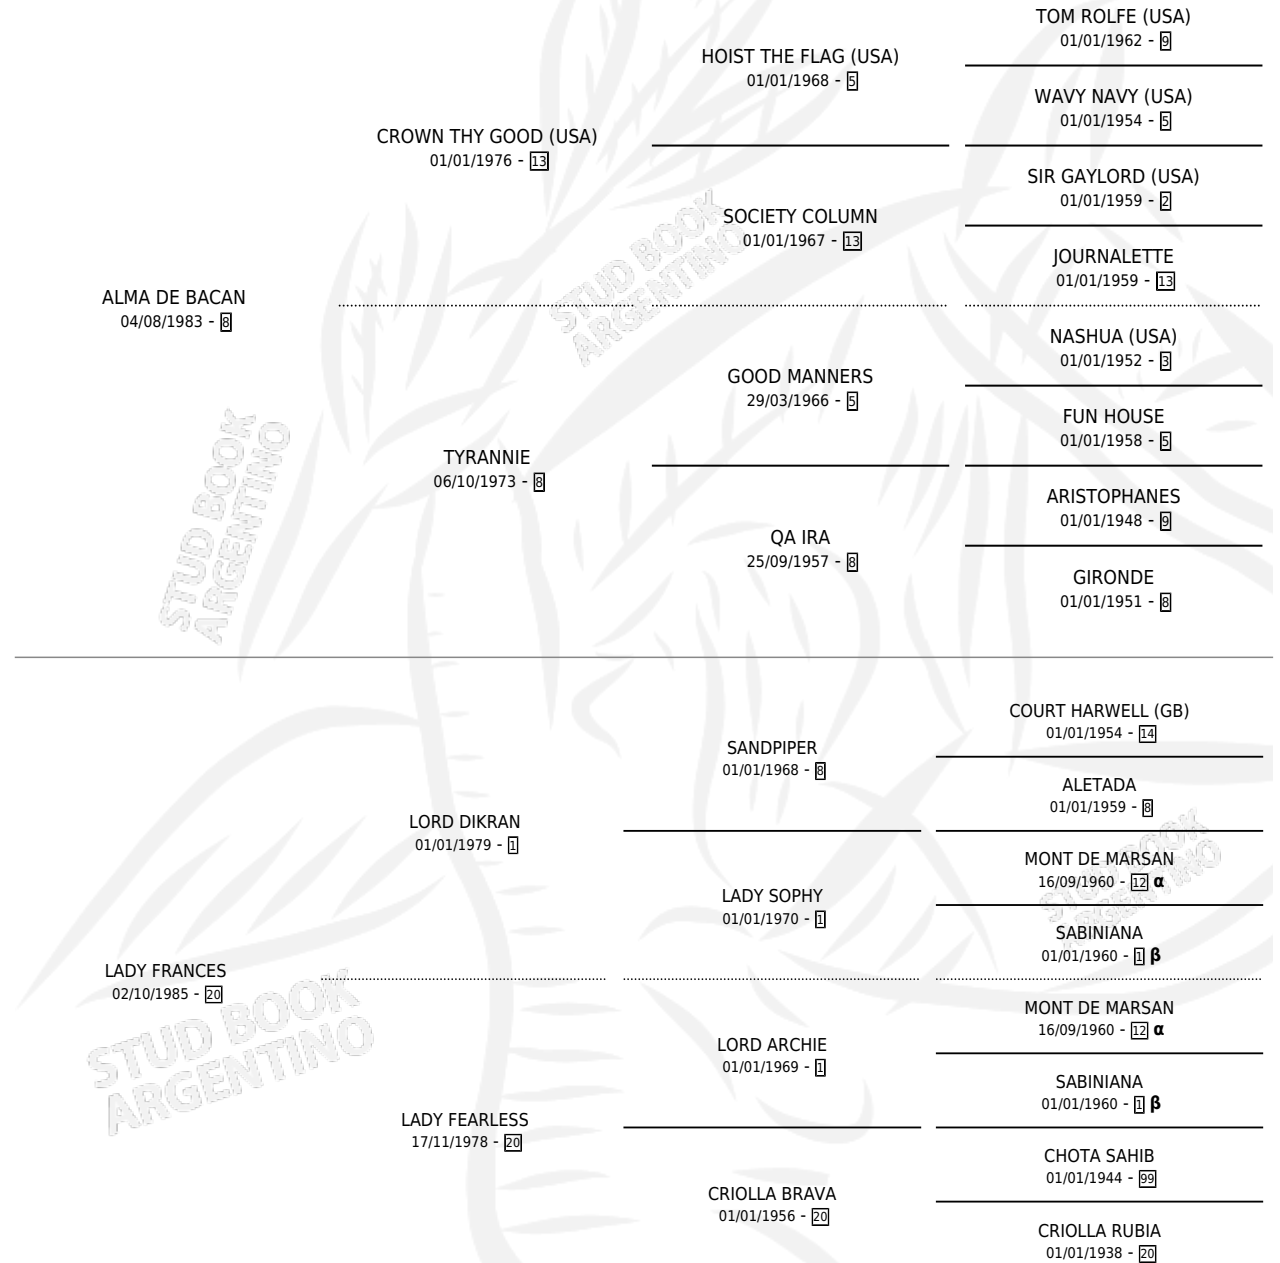 TOM ROLFE (USA)
01/01/1962 - 9
HOIST THE FLAG (USA)
01/01/1968 - 5
WAVY NAVY (USA)
01/01/1954 - 5
CROWN THY GOOD (USA)
01/01/1976 - 13
SIR GAYLORD (USA)
01/01/1959 - 2
SOCIETY COLUMN
01/01/1967 - 13
JOURNALETTE
01/01/1959 - 13
ALMA DE BACAN
04/08/1983 - 8
NASHUA (USA)
01/01/1952 - 3
GOOD MANNERS
29/03/1966 - 5
FUN HOUSE
01/01/1958 - 5
TYRANNIE
06/10/1973 - 8
ARISTOPHANES
01/01/1948 - 9
QA IRA
25/09/1957 - 8
GIRONDE
01/01/1951 - 8
COURT HARWELL (GB)
01/01/1954 - 14
SANDPIPER
01/01/1968 - 8
ALETADA
01/01/1959 - 8
LORD DIKRAN
01/01/1979 - 1
MONT DE MARSAN
16/09/1960 - 12 α
LADY SOPHY
01/01/1970 - 1
SABINIANA
01/01/1960 - 1 β
LADY FRANCES
02/10/1985 - 20
MONT DE MARSAN
16/09/1960 - 12 α
LORD ARCHIE
01/01/1969 - 1
SABINIANA
01/01/1960 - 1 β
LADY FEARLESS
17/11/1978 - 20
CHOTA SAHIB
01/01/1944 - 99
CRIOLLA BRAVA
01/01/1956 - 20
CRIOLLA RUBIA
01/01/1938 - 20
STUD BOOK
ARGENTINO
STUD BOOK
ARGENTINO
STUD BOOK
ARGENTINO
STUD BOOK
ARGENTINO